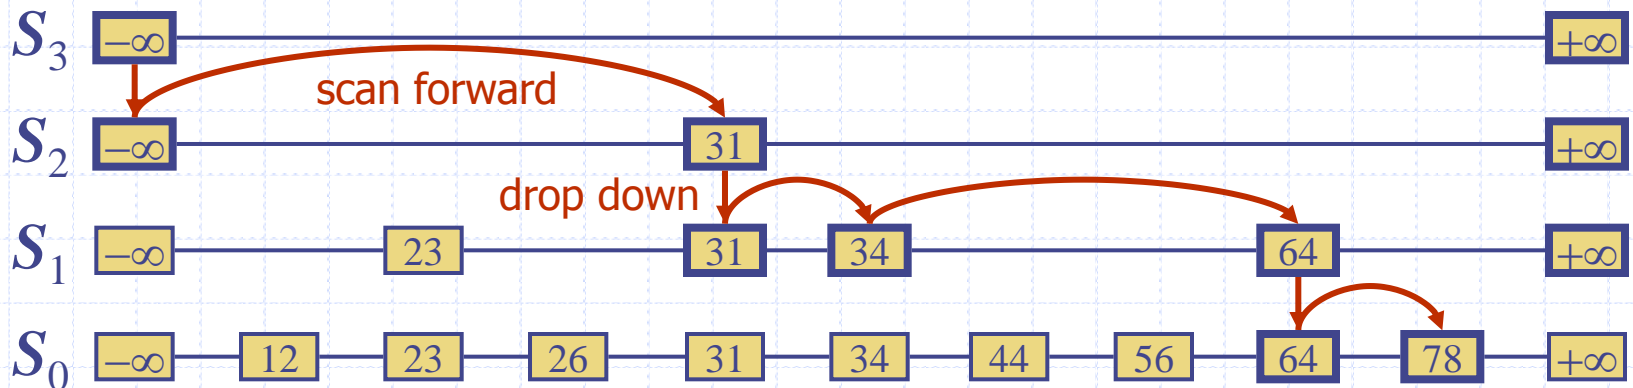 S3 −∞ +∞
scan forward
S2 −∞ 31 +∞
drop down
S1 −∞ 23 31 34 64 +∞
S0 −∞ 12 23 26 31 34 44 56 64 78 +∞